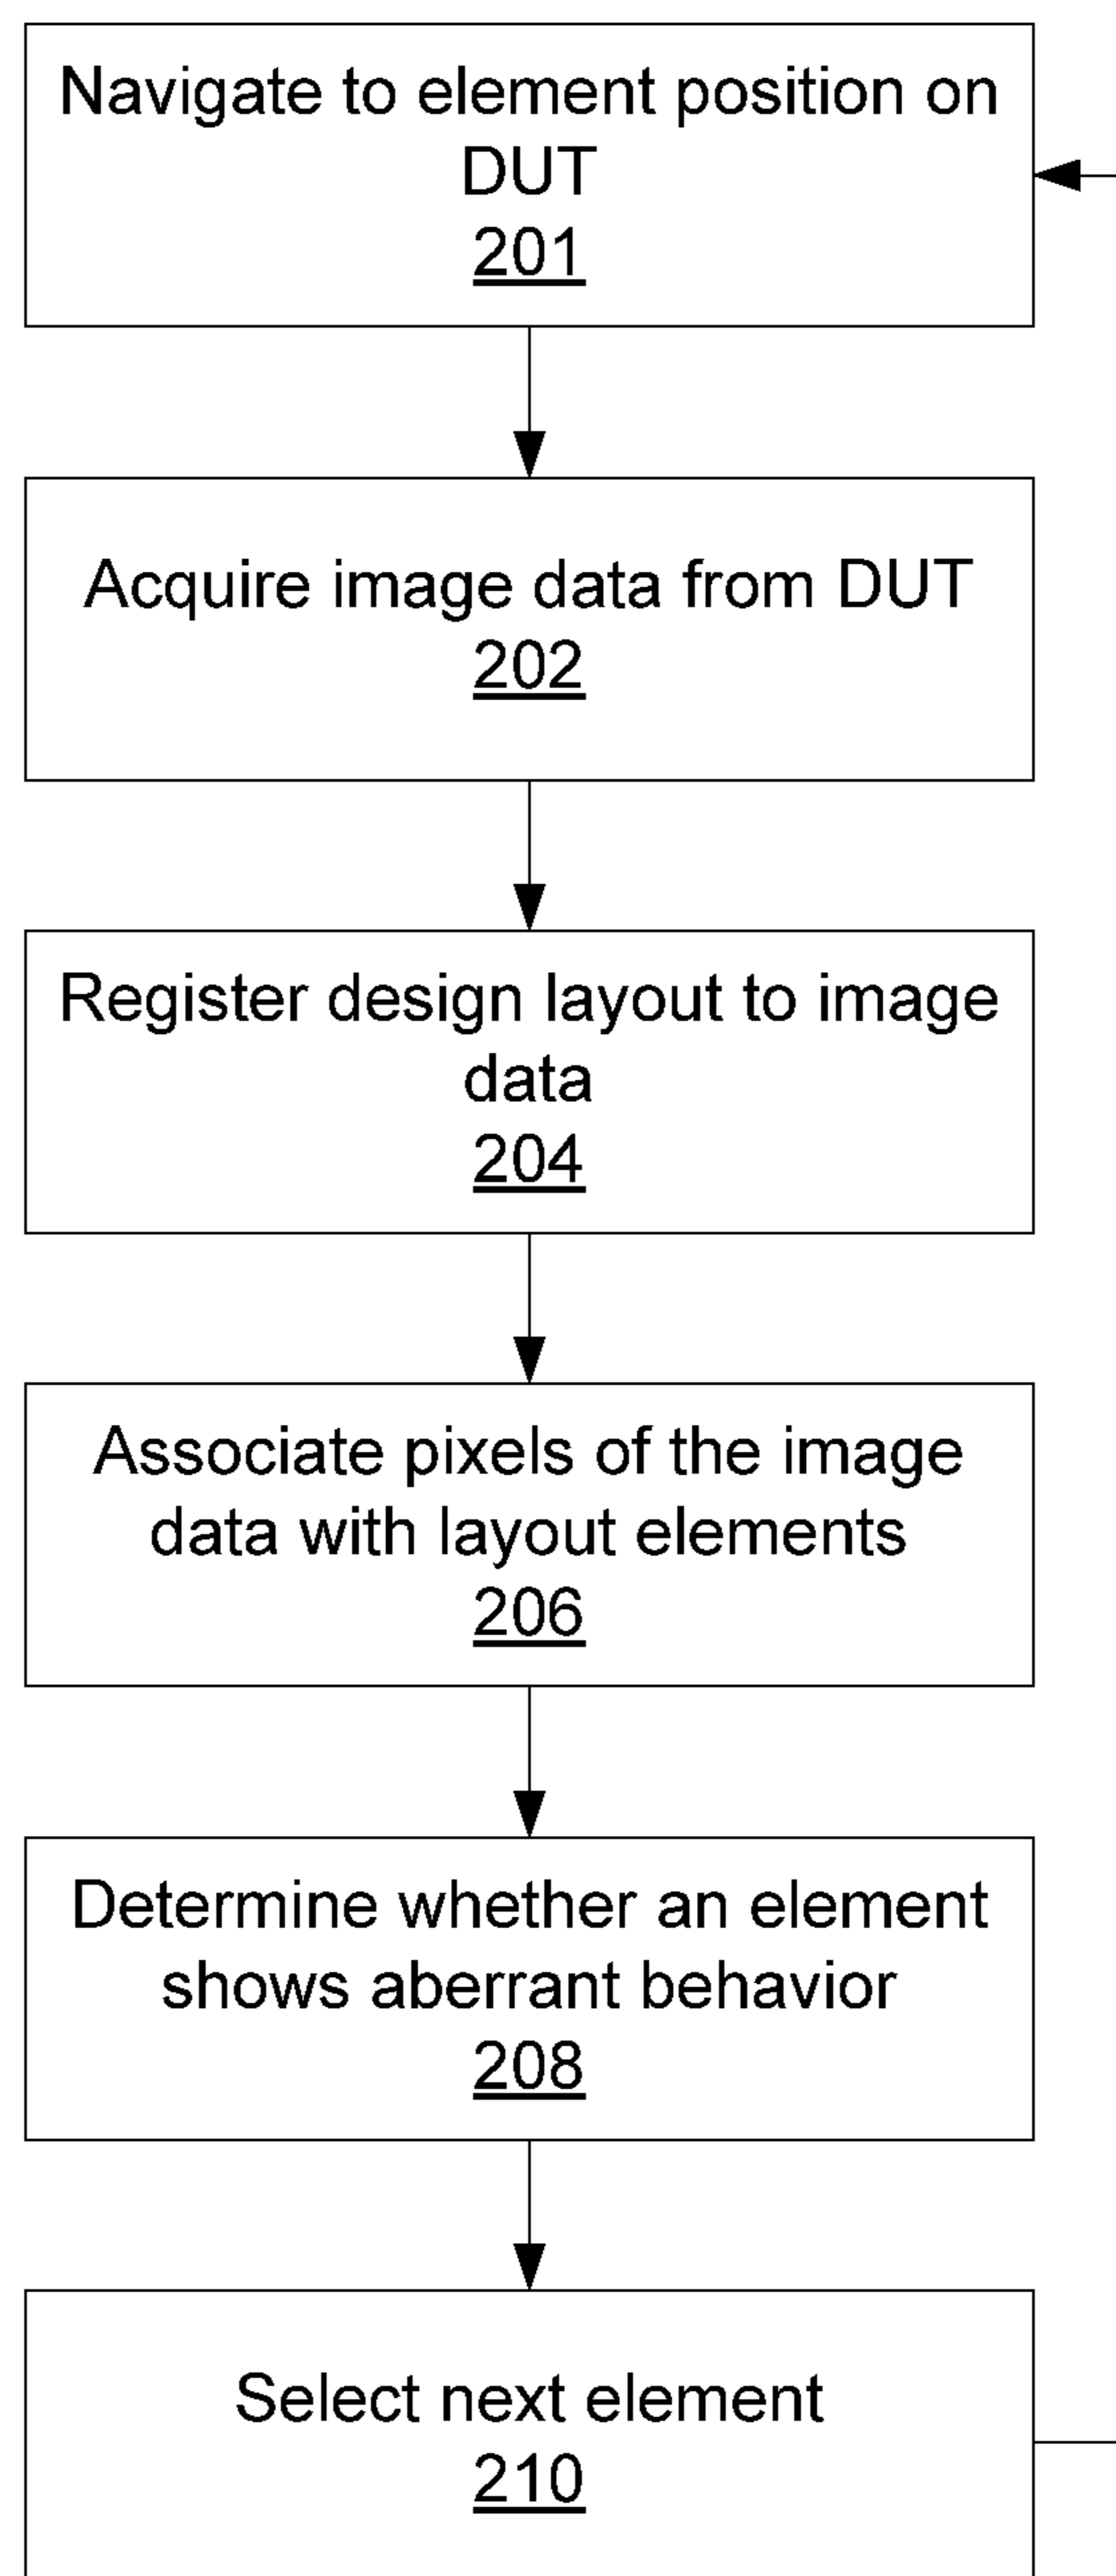 Navigate to element position on
DUT
201
Acquire image data from DUT
202
Register design layout to image
data
204
Associate pixels of the image
data with layout elements
206
Determine whether an element
shows aberrant behavior
208
Select next element
210